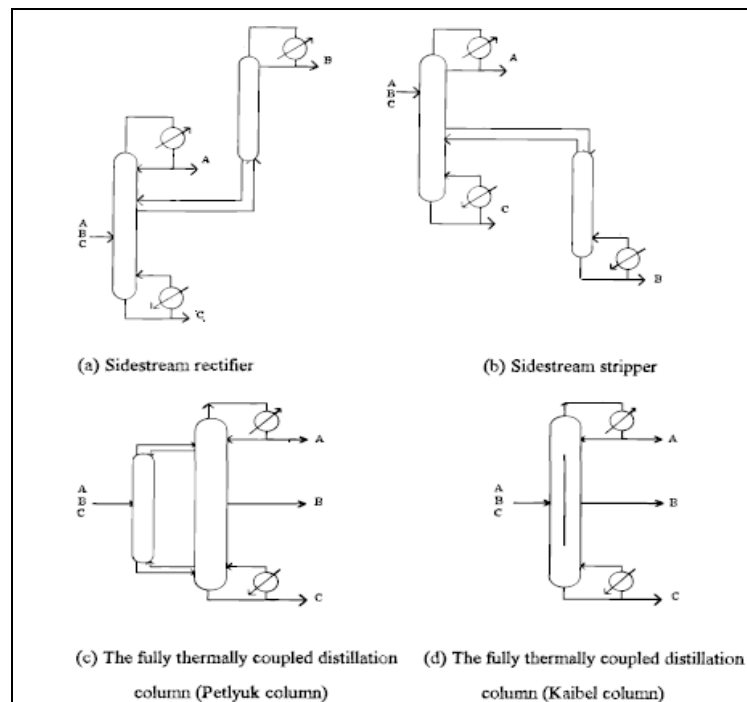 B
A
A
B
C
C
(a) Sidestream rectifier
A
A
B
C
C
B
(b) Sidestream stripper
A
A
B
C
B
C
(c) The fully thermally coupled distillation
column (Petlyuk column)
A
A
B
C
B
C
(d) The fully thermally coupled distillation
column (Kaibel column)